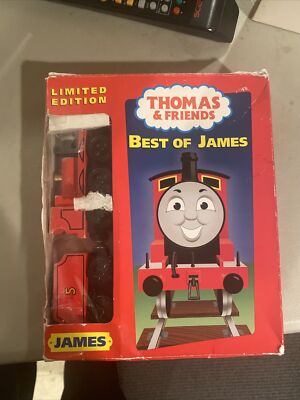 LIMITED
EDITION
THOMAS
& FRIENDS
BEST OF JAMES
5
JAMES